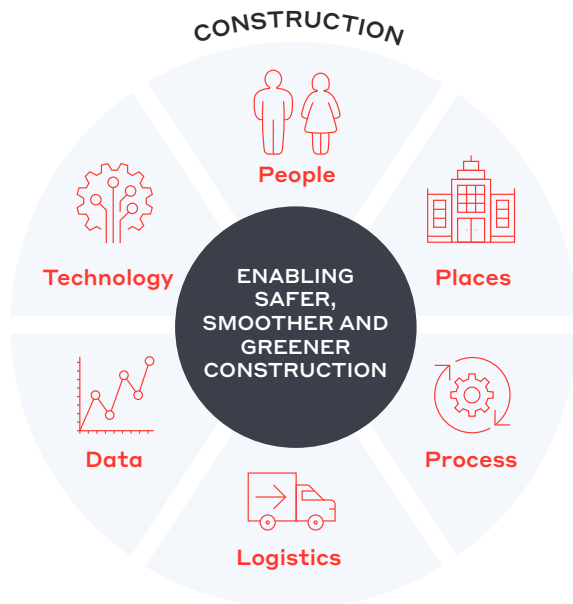 CONSTRUCTION
People
Technology
Places
ENABLING
SAFER,
SMOOTHER AND
GREENER
CONSTRUCTION
Data
Process
Logistics